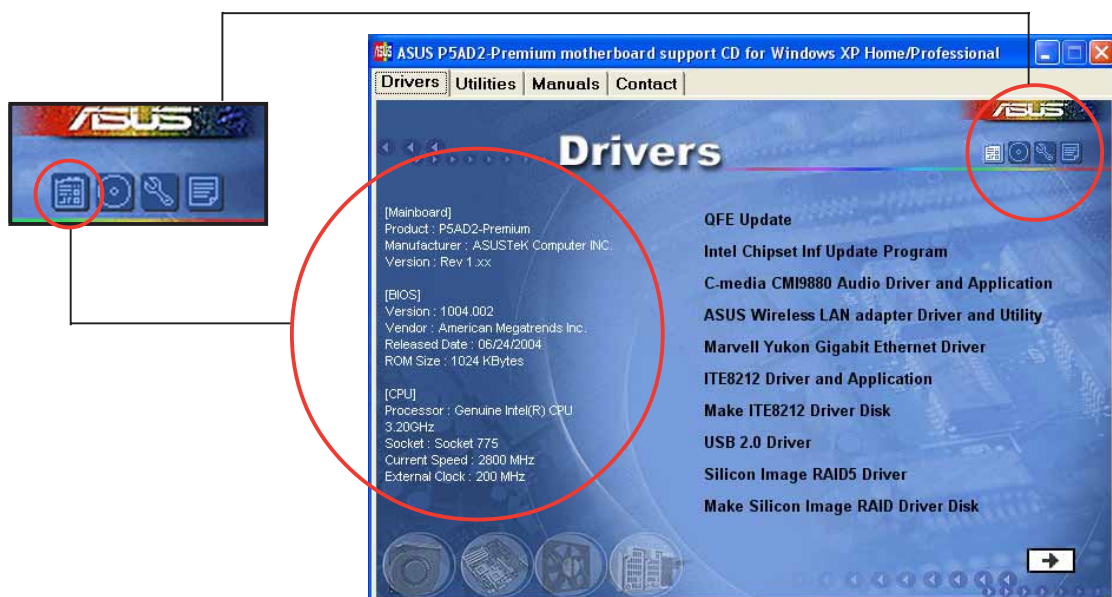 ASUS
ASUS P5AD2-Premium motherboard support CD for Windows XP Home/Professional
Drivers Utilities Manuals Contact
ASUS
Drivers
[Mainboard]
Product : P5AD2-Premium
Manufacturer : ASUSTeK Computer INC.
Version : Rev 1.xx
[BIOS]
Version : 1004.002
Vendor : American Megatrends Inc.
Released Date : 06/24/2004
ROM Size : 1024 KBytes
[CPU]
Processor : Genuine Intel(R) CPU
3.20GHz
Socket : Socket 775
Current Speed : 2800 MHz
External Clock : 200 MHz
QFE Update
Intel Chipset Inf Update Program
C-media CMI9880 Audio Driver and Application
ASUS Wireless LAN adapter Driver and Utility
Marvell Yukon Gigabit Ethernet Driver
ITE8212 Driver and Application
Make ITE8212 Driver Disk
USB 2.0 Driver
Silicon Image RAID5 Driver
Make Silicon Image RAID Driver Disk